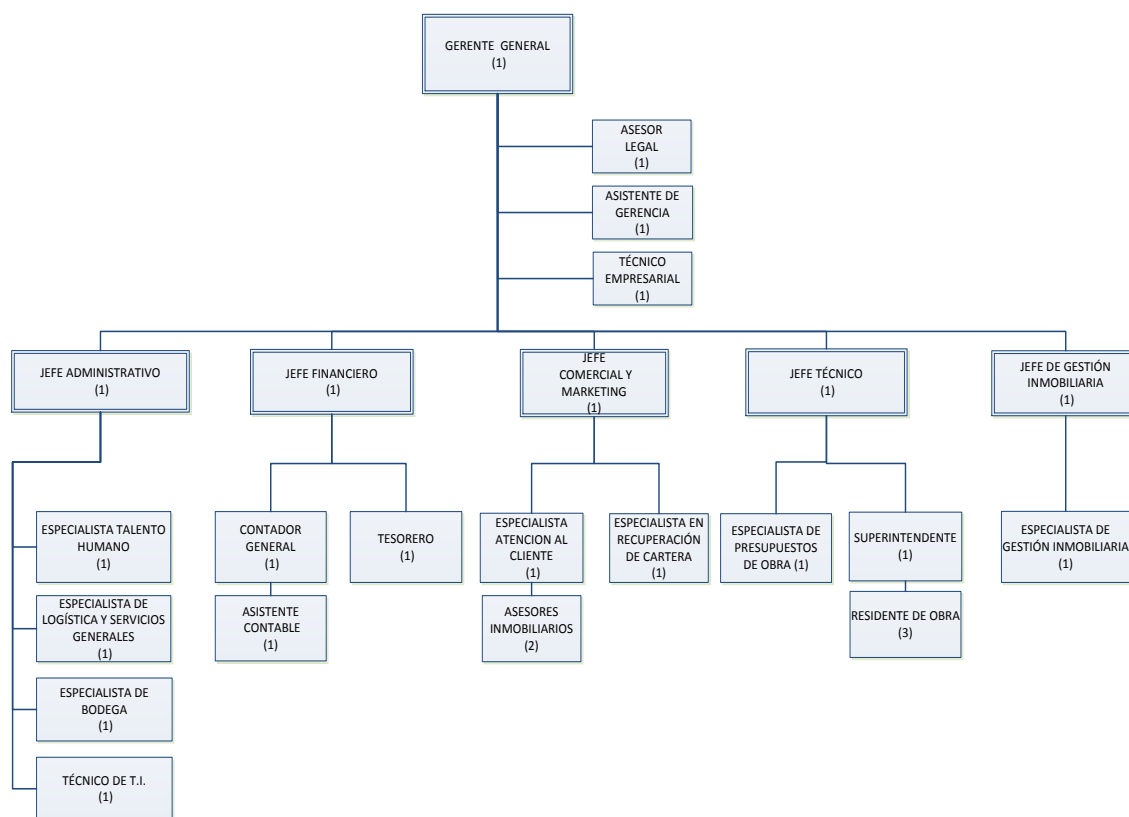 GERENTE GENERAL
(1)
ASESOR
LEGAL
(1)
ASISTENTE DE
GERENCIA
(1)
TÉCNICO
EMPRESARIAL
(1)
JEFE ADMINISTRATIVO
(1)
JEFE FINANCIERO
(1)
JEFE
COMERCIAL Y
MARKETING
(1)
JEFE TÉCNICO
(1)
JEFE DE GESTIÓN
INMOBILIARIA
(1)
ESPECIALISTA TALENTO
HUMANO
(1)
ESPECIALISTA DE
LOGÍSTICA Y SERVICIOS
GENERALES
(1)
ESPECIALISTA DE
BODEGA
(1)
TÉCNICO DE T.I.
(1)
CONTADOR
GENERAL
(1)
ASISTENTE
CONTABLE
(1)
TESORERO
(1)
ESPECIALISTA
ATENCION AL
CLIENTE
(1)
ASESORES
INMOBILIARIOS
(2)
ESPECIALISTA EN
RECUPERACIÓN
DE CARTERA
(1)
ESPECIALISTA DE
PRESUPUESTOS
DE OBRA (1)
SUPERINTENDENTE
(1)
RESIDENTE DE OBRA
(3)
ESPECIALISTA DE
GESTIÓN INMOBILIARIA
(1)